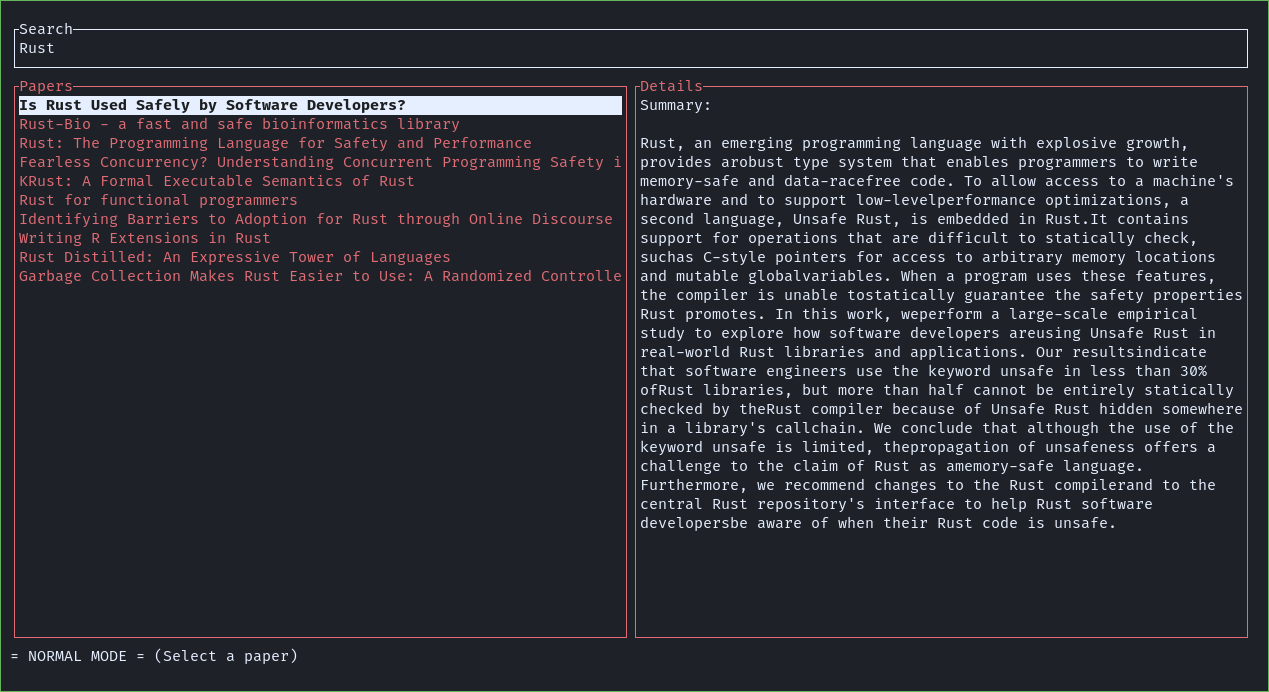 Search
Rust
Papers
Is Rust Used Safely by Software Developers?
Rust-Bio - a fast and safe bioinformatics library
Rust: The Programming Language for Safety and Performance
Fearless Concurrency? Understanding Concurrent Programming Safety i
KRust: A Formal Executable Semantics of Rust
Rust for functional programmers
Identifying Barriers to Adoption for Rust through Online Discourse
Writing R Extensions in Rust
Rust Distilled: An Expressive Tower of Languages
Garbage Collection Makes Rust Easier to Use: A Randomized Controlle
Details
Summary:
Rust, an emerging programming language with explosive growth,
provides arobust type system that enables programmers to write
memory-safe and data-racefree code. To allow access to a machine's
hardware and to support low-levelperformance optimizations, a
second language, Unsafe Rust, is embedded in Rust.It contains
support for operations that are difficult to statically check,
suchas C-style pointers for access to arbitrary memory locations
and mutable globalvariables. When a program uses these features,
the compiler is unable tostatically guarantee the safety properties
Rust promotes. In this work, weperform a large-scale empirical
study to explore how software developers areusing Unsafe Rust in
real-world Rust libraries and applications. Our resultsindicate
that software engineers use the keyword unsafe in less than 30%
ofRust libraries, but more than half cannot be entirely statically
checked by theRust compiler because of Unsafe Rust hidden somewhere
in a library's callchain. We conclude that although the use of the
keyword unsafe is limited, thepropagation of unsafeness offers a
challenge to the claim of Rust as amemory-safe language.
Furthermore, we recommend changes to the Rust compilerand to the
central Rust repository's interface to help Rust software
developersbe aware of when their Rust code is unsafe.
= NORMAL MODE = (Select a paper)